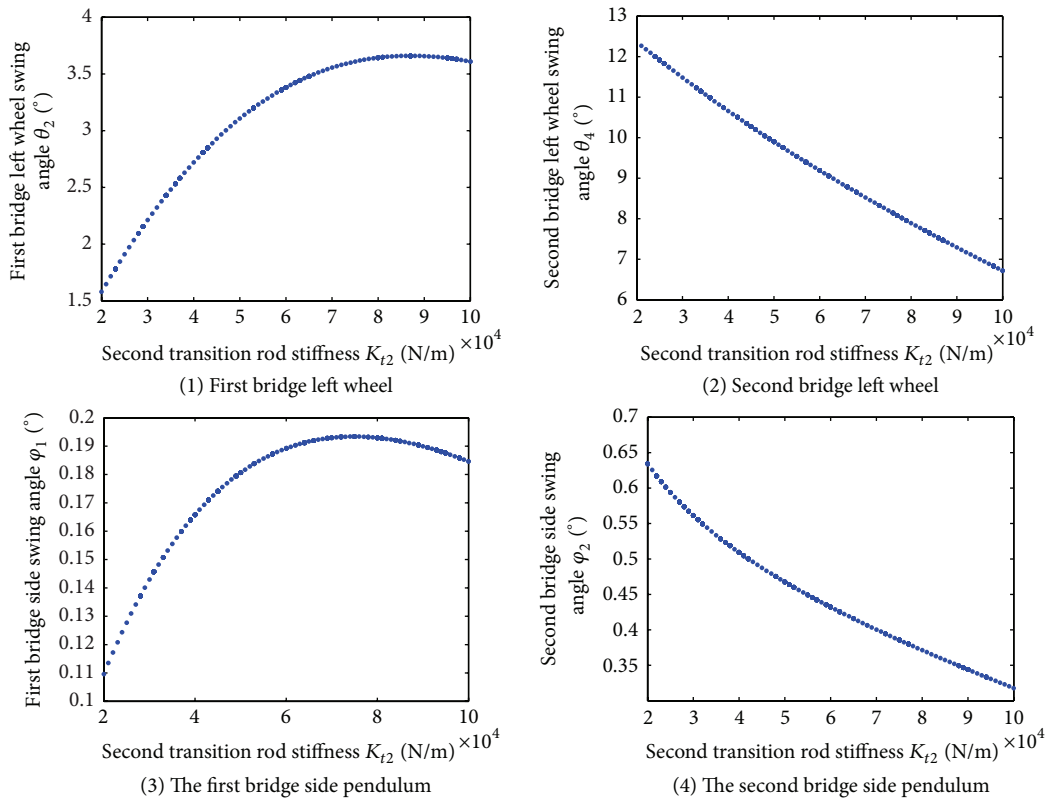 4
3.5
3
2.5
2
1.5
First bridge left wheel swing
angle θ₂ (°)
2 3 4 5 6 7 8 9 10
×10⁴
Second transition rod stiffness Kₜ₂ (N/m)
(1) First bridge left wheel
13
12
11
10
9
8
7
6
Second bridge left wheel swing
angle θ₄ (°)
2 3 4 5 6 7 8 9 10
×10⁴
Second transition rod stiffness Kₜ₂ (N/m)
(2) Second bridge left wheel
0.2
0.19
0.18
0.17
0.16
0.15
0.14
0.13
0.12
0.11
0.1
First bridge side swing angle φ₁ (°)
2 4 6 8 10
×10⁴
Second transition rod stiffness Kₜ₂ (N/m)
(3) The first bridge side pendulum
0.7
0.65
0.6
0.55
0.5
0.45
0.4
0.35
Second bridge side swing
angle φ₂ (°)
2 3 4 5 6 7 8 9 10
×10⁴
Second transition rod stiffness Kₜ₂ (N/m)
(4) The second bridge side pendulum